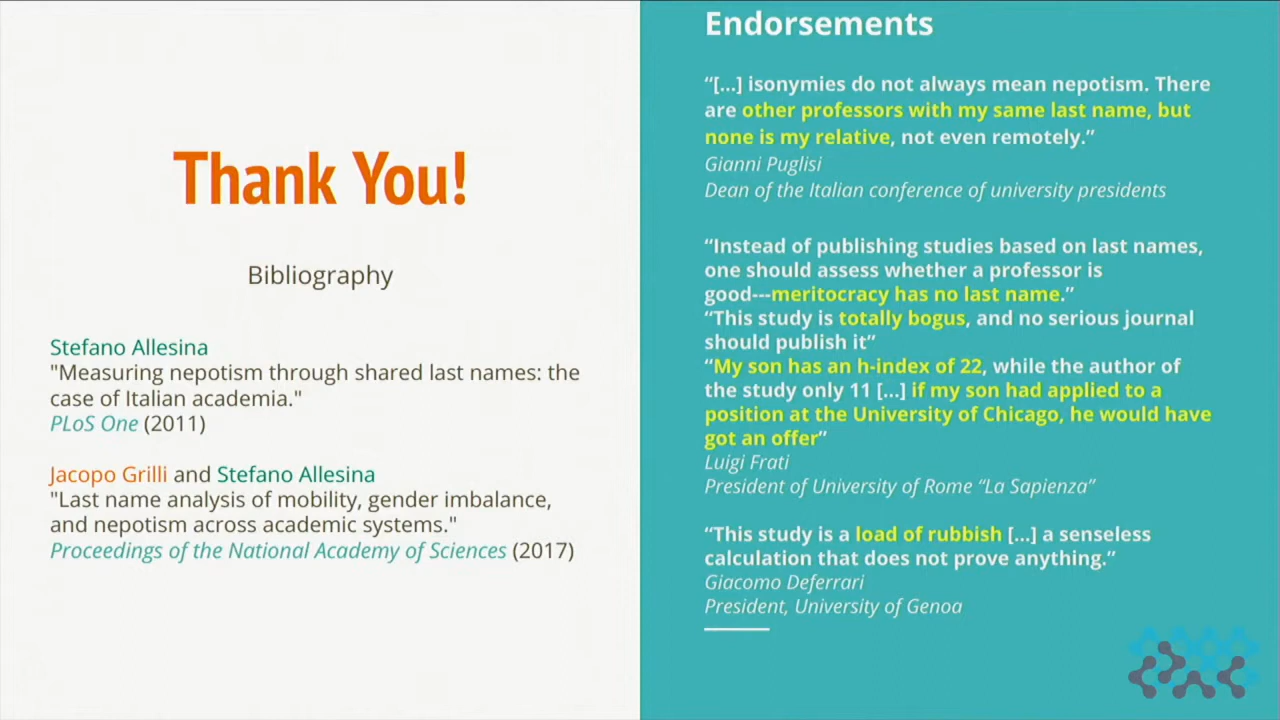 Thank You!
Bibliography
Stefano Allesina
"Measuring nepotism through shared last names: the
case of Italian academia."
PLoS One (2011)
Jacopo Grilli and Stefano Allesina
"Last name analysis of mobility, gender imbalance,
and nepotism across academic systems."
Proceedings of the National Academy of Sciences (2017)
Endorsements
“[...] isonymies do not always mean nepotism. There
are other professors with my same last name, but
none is my relative, not even remotely.”
Gianni Puglisi
Dean of the Italian conference of university presidents
“Instead of publishing studies based on last names,
one should assess whether a professor is
good---meritocracy has no last name.”
“This study is totally bogus, and no serious journal
should publish it”
“My son has an h-index of 22, while the author of
the study only 11 [...] if my son had applied to a
position at the University of Chicago, he would have
got an offer”
Luigi Frati
President of University of Rome “La Sapienza”
“This study is a load of rubbish [...] a senseless
calculation that does not prove anything.”
Giacomo Deferrari
President, University of Genoa